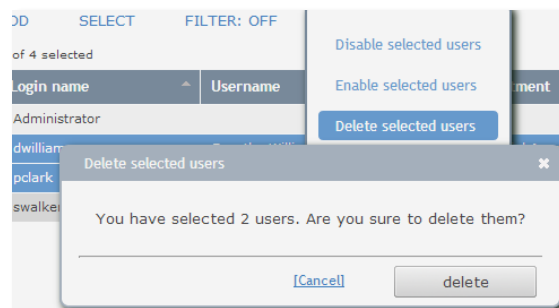 OD SELECT FILTER: OFF
of 4 selected
Disable selected users
Enable selected users
Delete selected users
Login name Username tment
Administrator
dwilliam
pclark
swalker
Delete selected users
You have selected 2 users. Are you sure to delete them?
[Cancel] delete